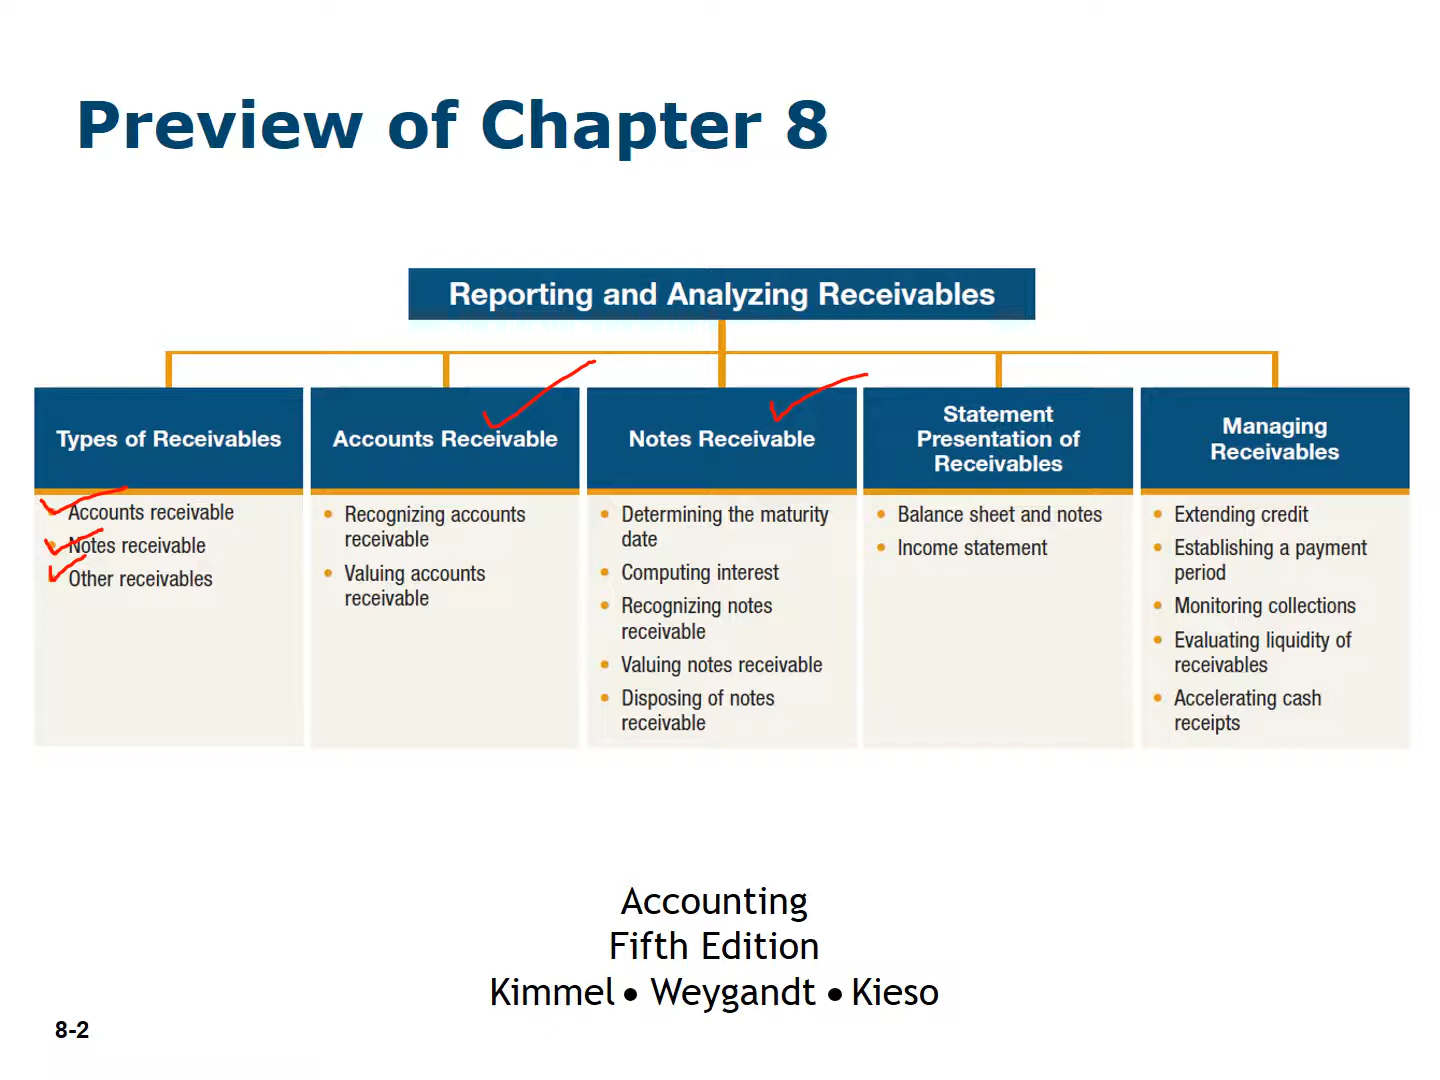 Preview of Chapter 8
Reporting and Analyzing Receivables
Types of Receivables
• Accounts receivable
• Notes receivable
• Other receivables
Accounts Receivable
• Recognizing accounts
receivable
• Valuing accounts
receivable
Notes Receivable
• Determining the maturity
date
• Computing interest
• Recognizing notes
receivable
• Valuing notes receivable
• Disposing of notes
receivable
Statement
Presentation of
Receivables
• Balance sheet and notes
• Income statement
Managing
Receivables
• Extending credit
• Establishing a payment
period
• Monitoring collections
• Evaluating liquidity of
receivables
• Accelerating cash
receipts
Accounting
Fifth Edition
Kimmel ● Weygandt ● Kieso
8-2